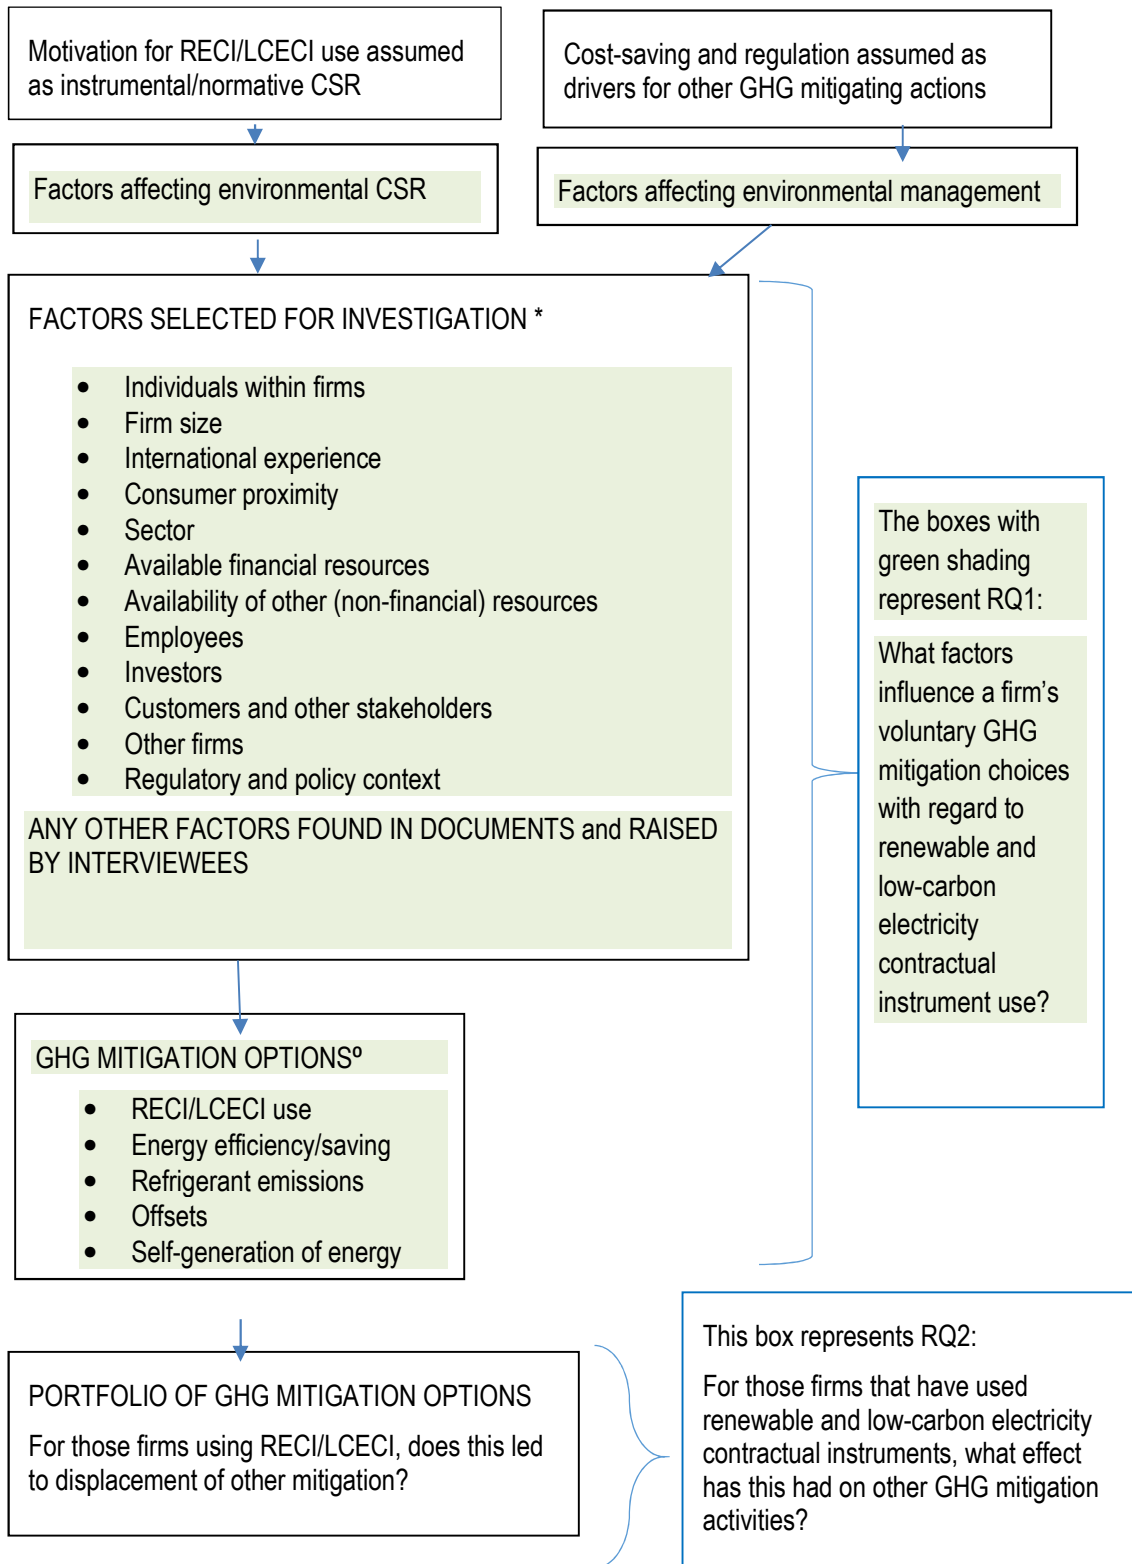 Motivation for RECI/LCECI use assumed
as instrumental/normative CSR
Cost-saving and regulation assumed as
drivers for other GHG mitigating actions
Factors affecting environmental CSR
Factors affecting environmental management
FACTORS SELECTED FOR INVESTIGATION *
• Individuals within firms
• Firm size
• International experience
• Consumer proximity
• Sector
• Available financial resources
• Availability of other (non-financial) resources
• Employees
• Investors
• Customers and other stakeholders
• Other firms
• Regulatory and policy context
ANY OTHER FACTORS FOUND IN DOCUMENTS and RAISED
BY INTERVIEWEES
The boxes with
green shading
represent RQ1:
What factors
influence a firm’s
voluntary GHG
mitigation choices
with regard to
renewable and
low-carbon
electricity
contractual
instrument use?
GHG MITIGATION OPTIONSº
• RECI/LCECI use
• Energy efficiency/saving
• Refrigerant emissions
• Offsets
• Self-generation of energy
PORTFOLIO OF GHG MITIGATION OPTIONS
For those firms using RECI/LCECI, does this led
to displacement of other mitigation?
This box represents RQ2:
For those firms that have used
renewable and low-carbon electricity
contractual instruments, what effect
has this had on other GHG mitigation
activities?